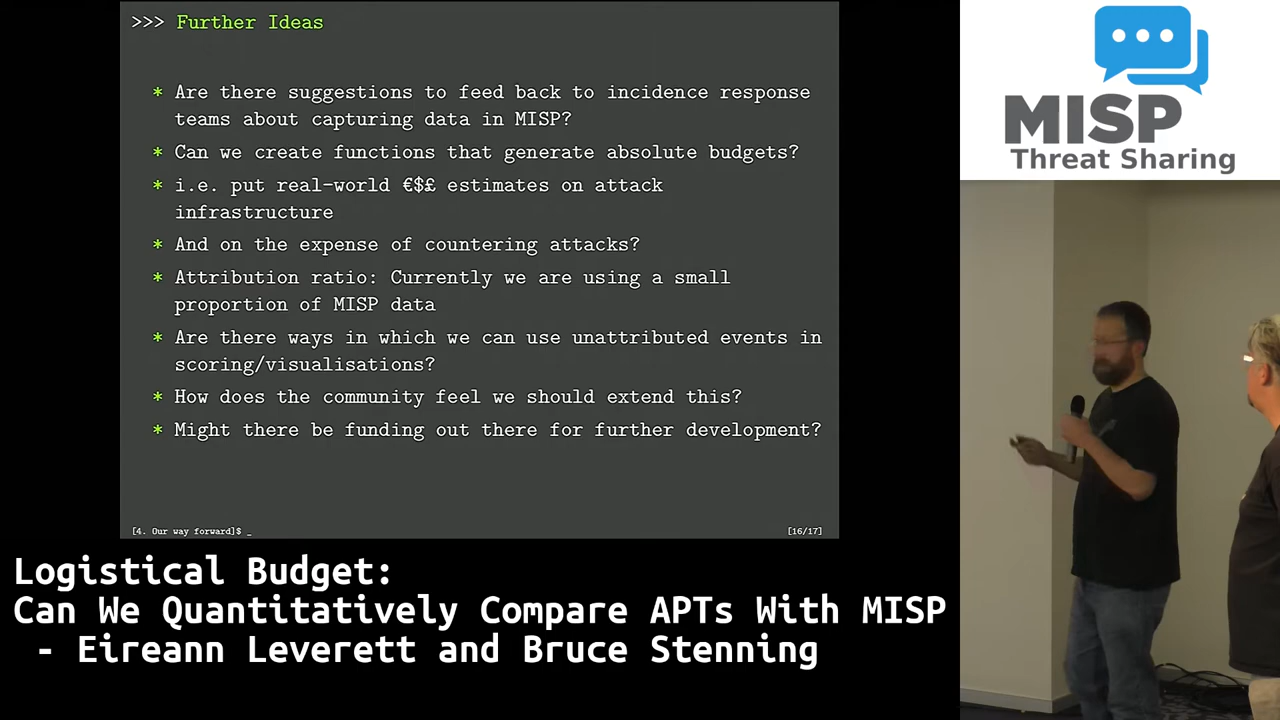 >>> Further Ideas
* Are there suggestions to feed back to incidence response
teams about capturing data in MISP?
* Can we create functions that generate absolute budgets?
* i.e. put real-world €$£ estimates on attack
infrastructure
* And on the expense of countering attacks?
* Attribution ratio: Currently we are using a small
proportion of MISP data
* Are there ways in which we can use unattributed events in
scoring/visualisations?
* How does the community feel we should extend this?
* Might there be funding out there for further development?
[4. Our way forward]$ _
[16/17]
MISP
Threat Sharing
Logistical Budget:
Can We Quantitatively Compare APTs With MISP
- Eireann Leverett and Bruce Stenning